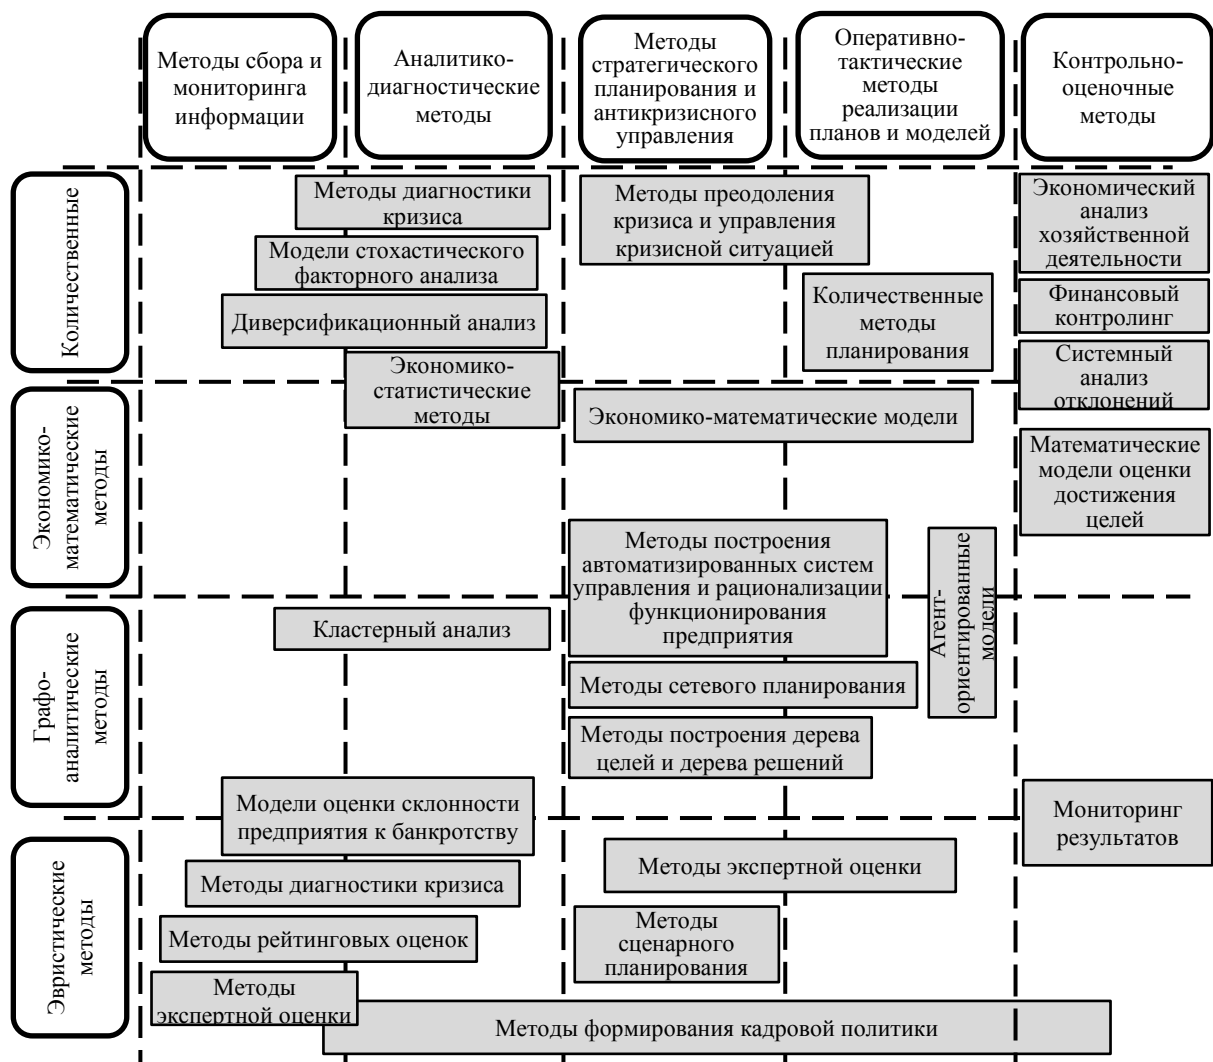 Методы сбора и
мониторинга
информации
Аналитико-
диагностические
методы
Методы
стратегического
планирования и
антикризисного
управления
Оперативно-
тактические
методы
реализации
планов и моделей
Контрольно-
оценочные
методы
Количественные
Методы диагностики
кризиса
Модели стохастического
факторного анализа
Диверсификационный анализ
Экономико-
статистические
методы
Методы преодоления
кризиса и управления
кризисной ситуацией
Количественные
методы
планирования
Экономический
анализ
хозяйственной
деятельности
Финансовый
контролинг
Системный
анализ
отклонений
Экономико-
математические
методы
Экономико-математические модели
Математические
модели оценки
достижения
целей
Методы построения
автоматизированных систем
управления и рационализации
функционирования
предприятия
Агент-
ориентированные
модели
Графо-
аналитические
методы
Кластерный анализ
Методы сетевого планирования
Методы построения дерева
целей и дерева решений
Модели оценки склонности
предприятия к банкротству
Мониторинг
результатов
Эвристические
методы
Методы диагностики кризиса
Методы экспертной оценки
Методы рейтинговых оценок
Методы
сценарного
планирования
Методы
экспертной оценки
Методы формирования кадровой политики